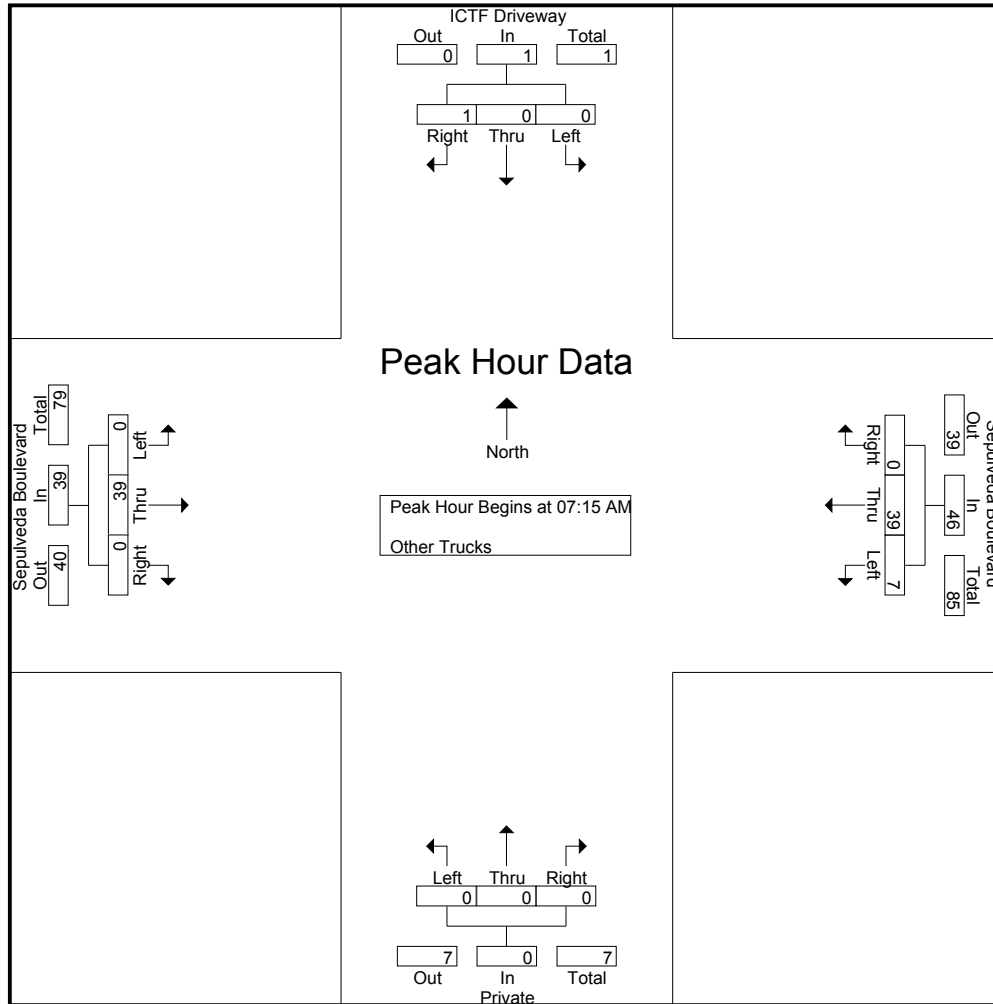 ICTF Driveway
Out In Total
0 1 1
1 0 0
Right Thru Left
Peak Hour Data
North
Peak Hour Begins at 07:15 AM
Other Trucks
Sepulveda Boulevard
Total In Out
79 39 40
0 39 0
Left Thru Right
Sepulveda Boulevard
Out In Total
39 46 85
0 39 7
Right Thru Left
Left Thru Right
0 0 0
7 0 7
Out In Total
Private